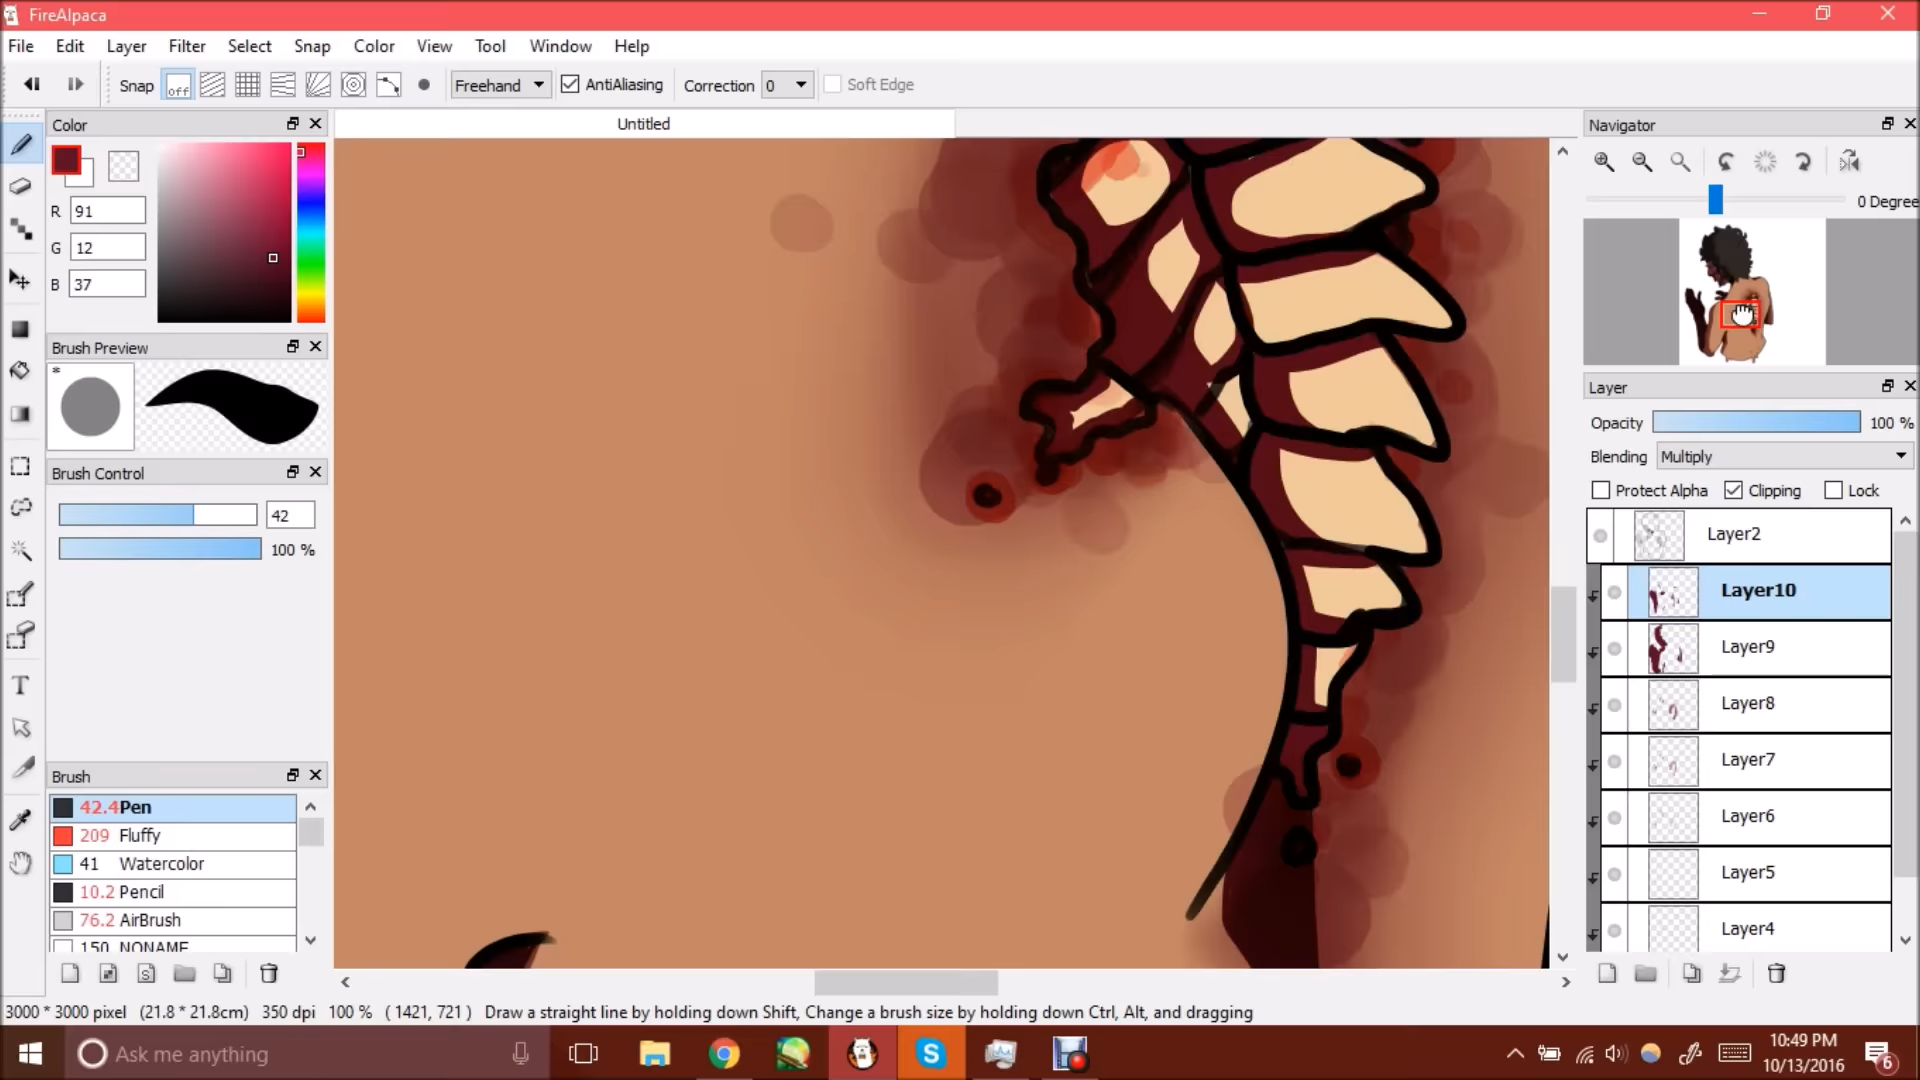 FireAlpaca
File Edit Layer Filter Select Snap Color View Tool Window Help
Snap off Freehand AntiAliasing Correction 0 Soft Edge
Color
R 91
G 12
B 37
Brush Preview
*
Brush Control
42
100 %
Brush
42.4 Pen
209 Fluffy
41 Watercolor
10.2 Pencil
76.2 AirBrush
150 NONAME
Untitled
Navigator
0 Degree
Layer
Opacity 100 %
Blending Multiply
Protect Alpha Clipping Lock
Layer2
Layer10
Layer9
Layer8
Layer7
Layer6
Layer5
Layer4
3000 * 3000 pixel (21.8 * 21.8cm) 350 dpi 100 % ( 1421, 721 ) Draw a straight line by holding down Shift, Change a brush size by holding down Ctrl, Alt, and dragging
Ask me anything
10:49 PM
10/13/2016
6